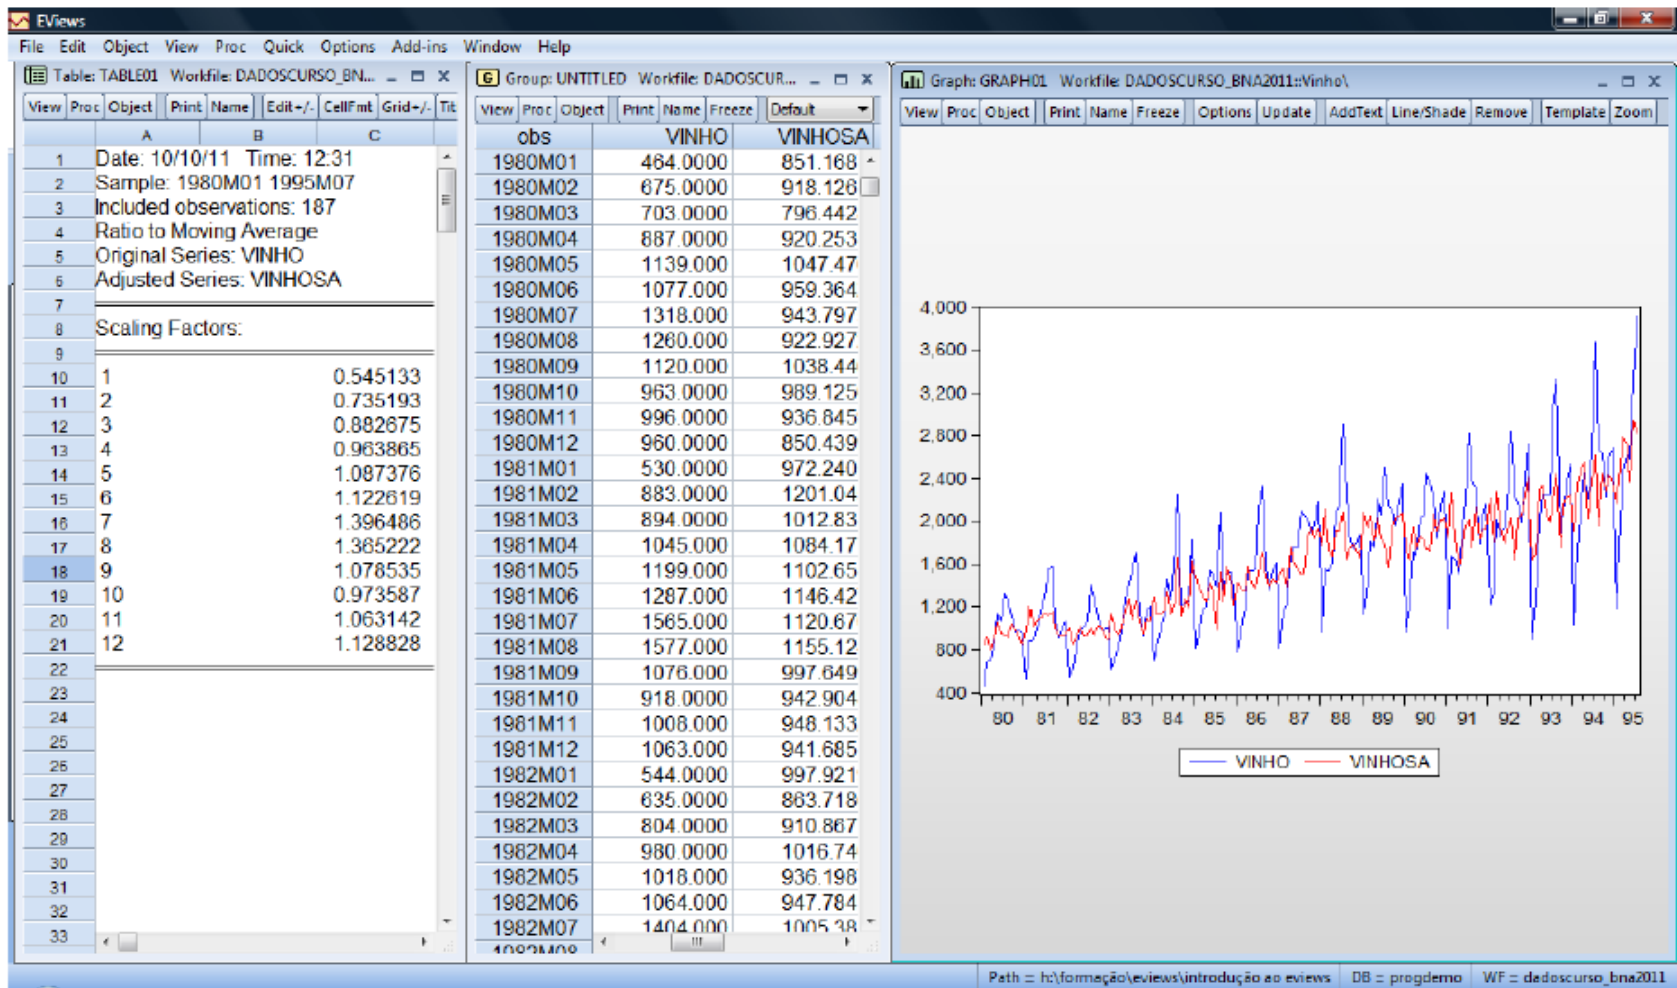 EViews
File Edit Object View Proc Quick Options Add-ins Window Help
Table: TABLE01 Workfile: DADOSCURSO_BN...
View Proc Object Print Name Edit+/- CellFmt Grid+/- Tit
A B C
1 Date: 10/10/11 Time: 12:31
2 Sample: 1980M01 1995M07
3 Included observations: 187
4 Ratio to Moving Average
5 Original Series: VINHO
6 Adjusted Series: VINHOSA
7
8 Scaling Factors:
9
10 1 0.545133
11 2 0.735193
12 3 0.882675
13 4 0.963865
14 5 1.087376
15 6 1.122619
16 7 1.396486
17 8 1.365222
18 9 1.078535
19 10 0.973587
20 11 1.063142
21 12 1.128828
22
23
24
25
26
27
28
29
30
31
32
33
Group: UNTITLED Workfile: DADOSCUR...
View Proc Object Print Name Freeze Default
obs VINHO VINHOSA
1980M01 464.0000 851.168
1980M02 675.0000 918.126
1980M03 703.0000 796.442
1980M04 887.0000 920.253
1980M05 1139.000 1047.47
1980M06 1077.000 959.364
1980M07 1318.000 943.797
1980M08 1260.000 922.927
1980M09 1120.000 1038.44
1980M10 963.0000 989.125
1980M11 996.0000 936.845
1980M12 960.0000 850.439
1981M01 530.0000 972.240
1981M02 883.0000 1201.04
1981M03 894.0000 1012.83
1981M04 1045.000 1084.17
1981M05 1199.000 1102.65
1981M06 1287.000 1146.42
1981M07 1565.000 1120.67
1981M08 1577.000 1155.12
1981M09 1076.000 997.649
1981M10 918.0000 942.904
1981M11 1008.000 948.133
1981M12 1063.000 941.685
1982M01 544.0000 997.921
1982M02 635.0000 863.718
1982M03 804.0000 910.867
1982M04 980.0000 1016.74
1982M05 1018.000 936.198
1982M06 1064.000 947.784
1982M07 1404.000 1005.38
1982M08
Graph: GRAPH01 Workfile: DADOSCURSO_BNA2011::Vinho\
View Proc Object Print Name Freeze Options Update AddText Line/Shade Remove Template Zoom
4,000
3,600
3,200
2,800
2,400
2,000
1,600
1,200
800
400
80 81 82 83 84 85 86 87 88 89 90 91 92 93 94 95
VINHO VINHOSA
Path = h:\formação\eviews\introdução ao eviews DB = progdemo WF = dadoscurso_bna2011